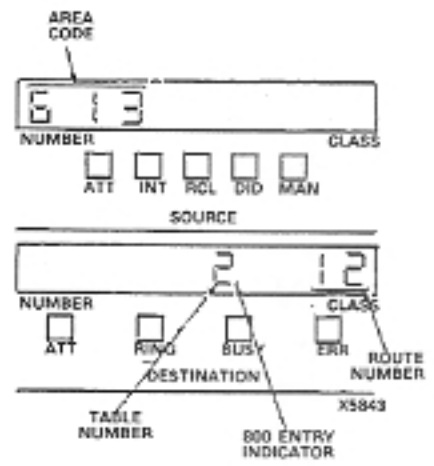 AREA
CODE
613
NUMBER CLASS
ATT INT RCL DID MAN
SOURCE
2 12
NUMBER CLASS
ATT RING BUSY ERR
ROUTE
NUMBER
DESTINATION
X5843
TABLE
NUMBER
800 ENTRY
INDICATOR